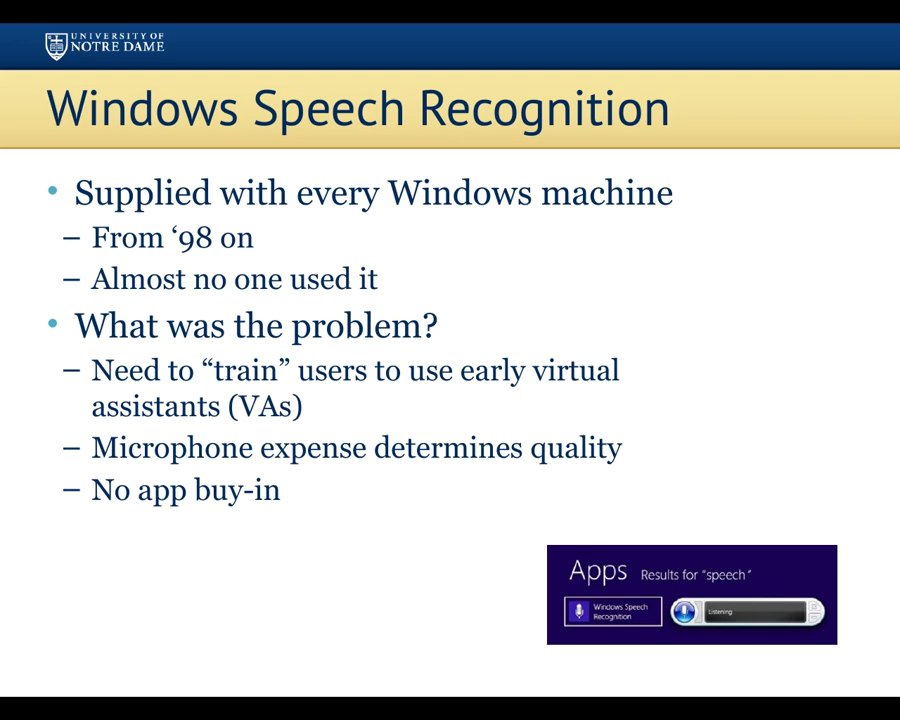 UNIVERSITY OF
NOTRE DAME
Windows Speech Recognition
• Supplied with every Windows machine
– From ‘98 on
– Almost no one used it
• What was the problem?
– Need to “train” users to use early virtual
assistants (VAs)
– Microphone expense determines quality
– No app buy-in
Apps Results for “speech”
Windows Speech
Recognition
Listening